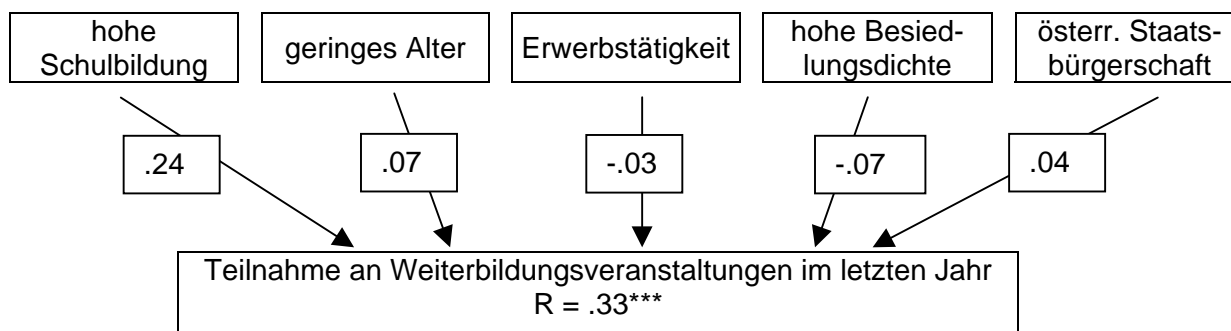 hohe
Schulbildung
geringes Alter
Erwerbstätigkeit
hohe Besied-
lungsdichte
österr. Staats-
bürgerschaft
.24
.07
-.03
-.07
.04
Teilnahme an Weiterbildungsveranstaltungen im letzten Jahr
R = .33***